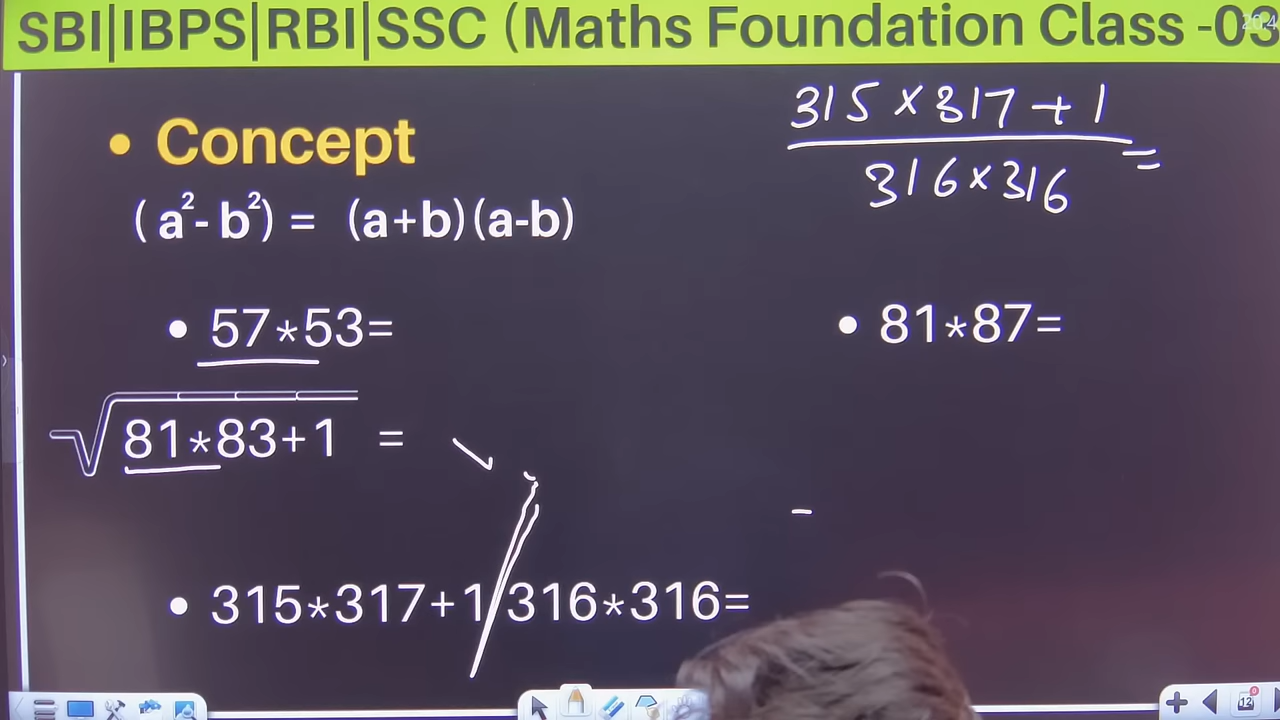 SBI|IBPS|RBI|SSC (Maths Foundation Class -03
• Concept
(a²- b²) = (a+b)(a-b)
315×317+1
316×316 =
• 57*53=
• 81*87=
√81*83+1 =
• 315*317+1/316*316=
12